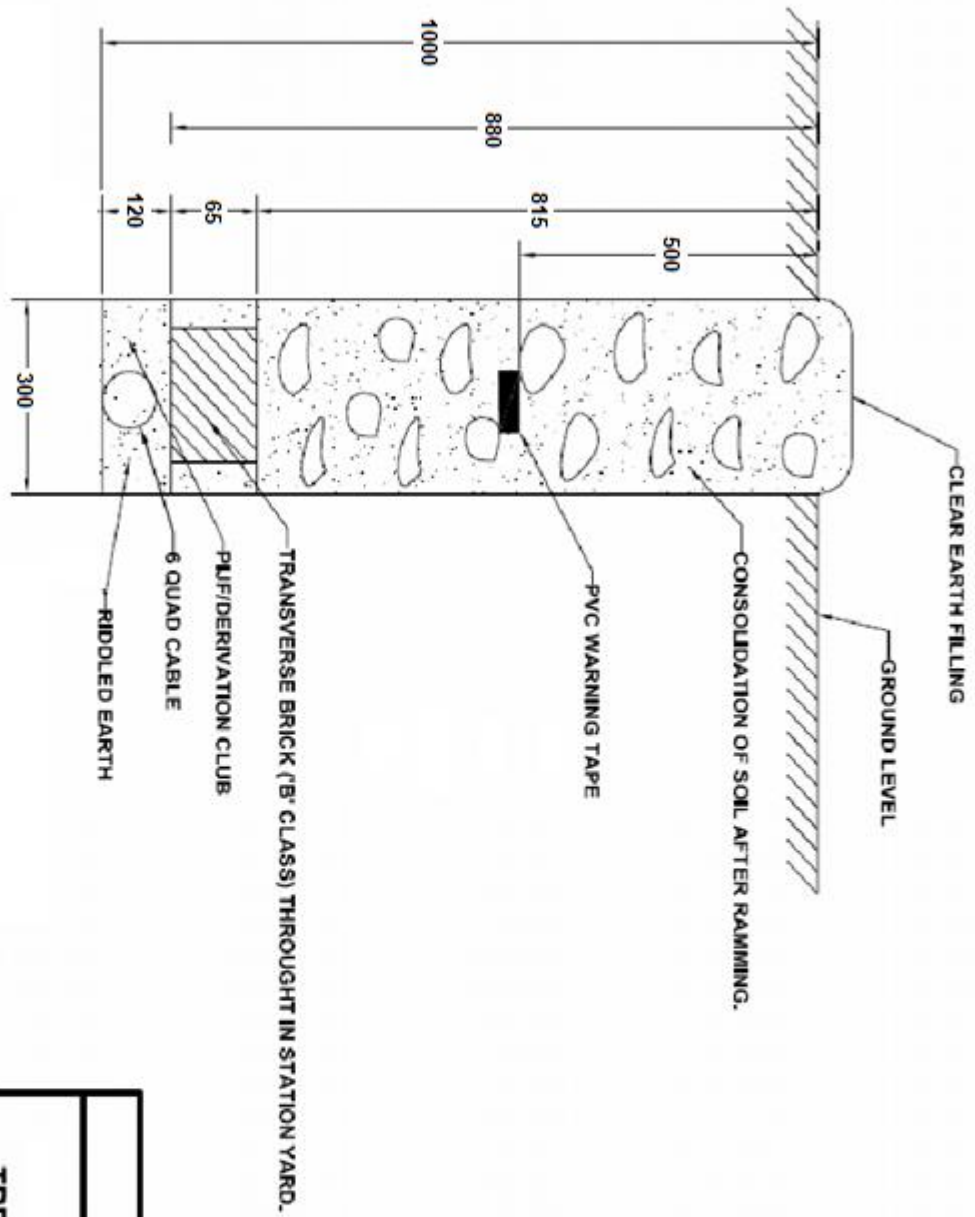 CLEAR EARTH FILLING
GROUND LEVEL
CONSOLIDATION OF SOIL AFTER RAMMING.
PVC WARNING TAPE
TRANSVERSE BRICK ('B' CLASS) THROUGHT IN STATION YARD.
PIJF/DERIVATION CLUB
6 QUAD CABLE
RIDDLED EARTH
1000
880
815
500
65
120
300